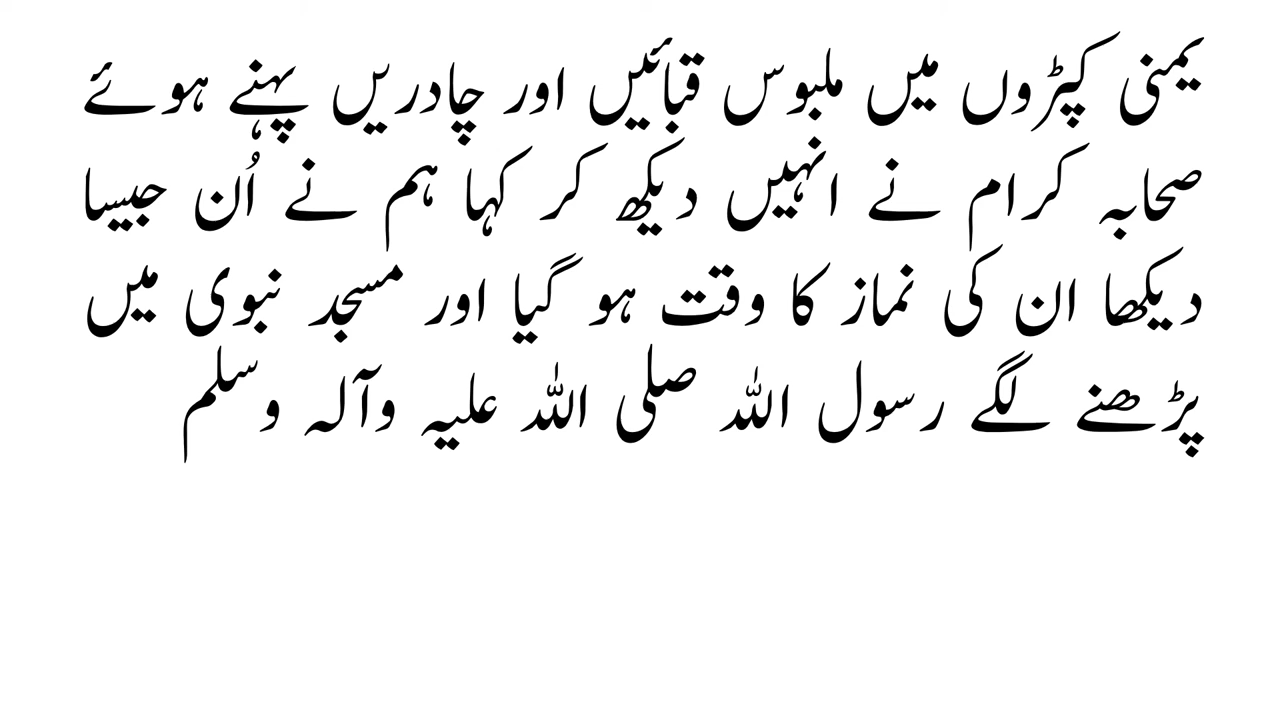 یمنی کپڑوں میں ملبوس قبائیں اور چادریں پہنے ہوئے
صحابہ کرام نے انہیں دیکھ کر کہا ہم نے اُن جیسا
دیکھا ان کی نماز کا وقت ہو گیا اور مسجد نبوی میں
پڑھنے لگے رسول اللہ صلی اللہ علیہ وآلہ وسلم